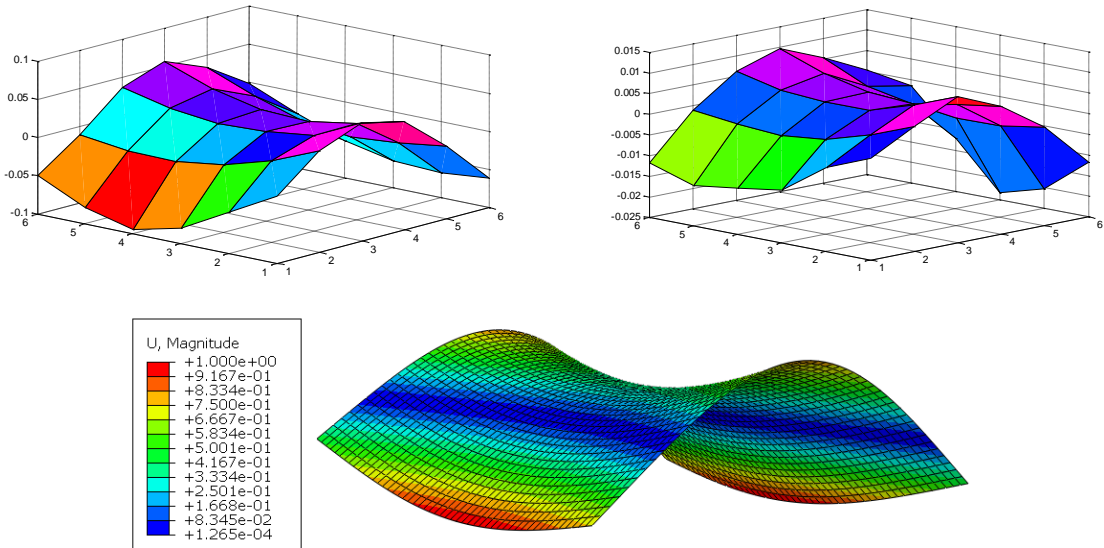 0.1
0.05
0
-0.05
-0.1
6
5
4
3
2
1
1
2
3
4
5
6
0.015
0.01
0.005
0
-0.005
-0.01
-0.015
-0.02
-0.025
6
5
4
3
2
1
1
2
3
4
5
6
U, Magnitude
+1.000e+00
+9.167e-01
+8.334e-01
+7.500e-01
+6.667e-01
+5.834e-01
+5.001e-01
+4.167e-01
+3.334e-01
+2.501e-01
+1.668e-01
+8.345e-02
+1.265e-04